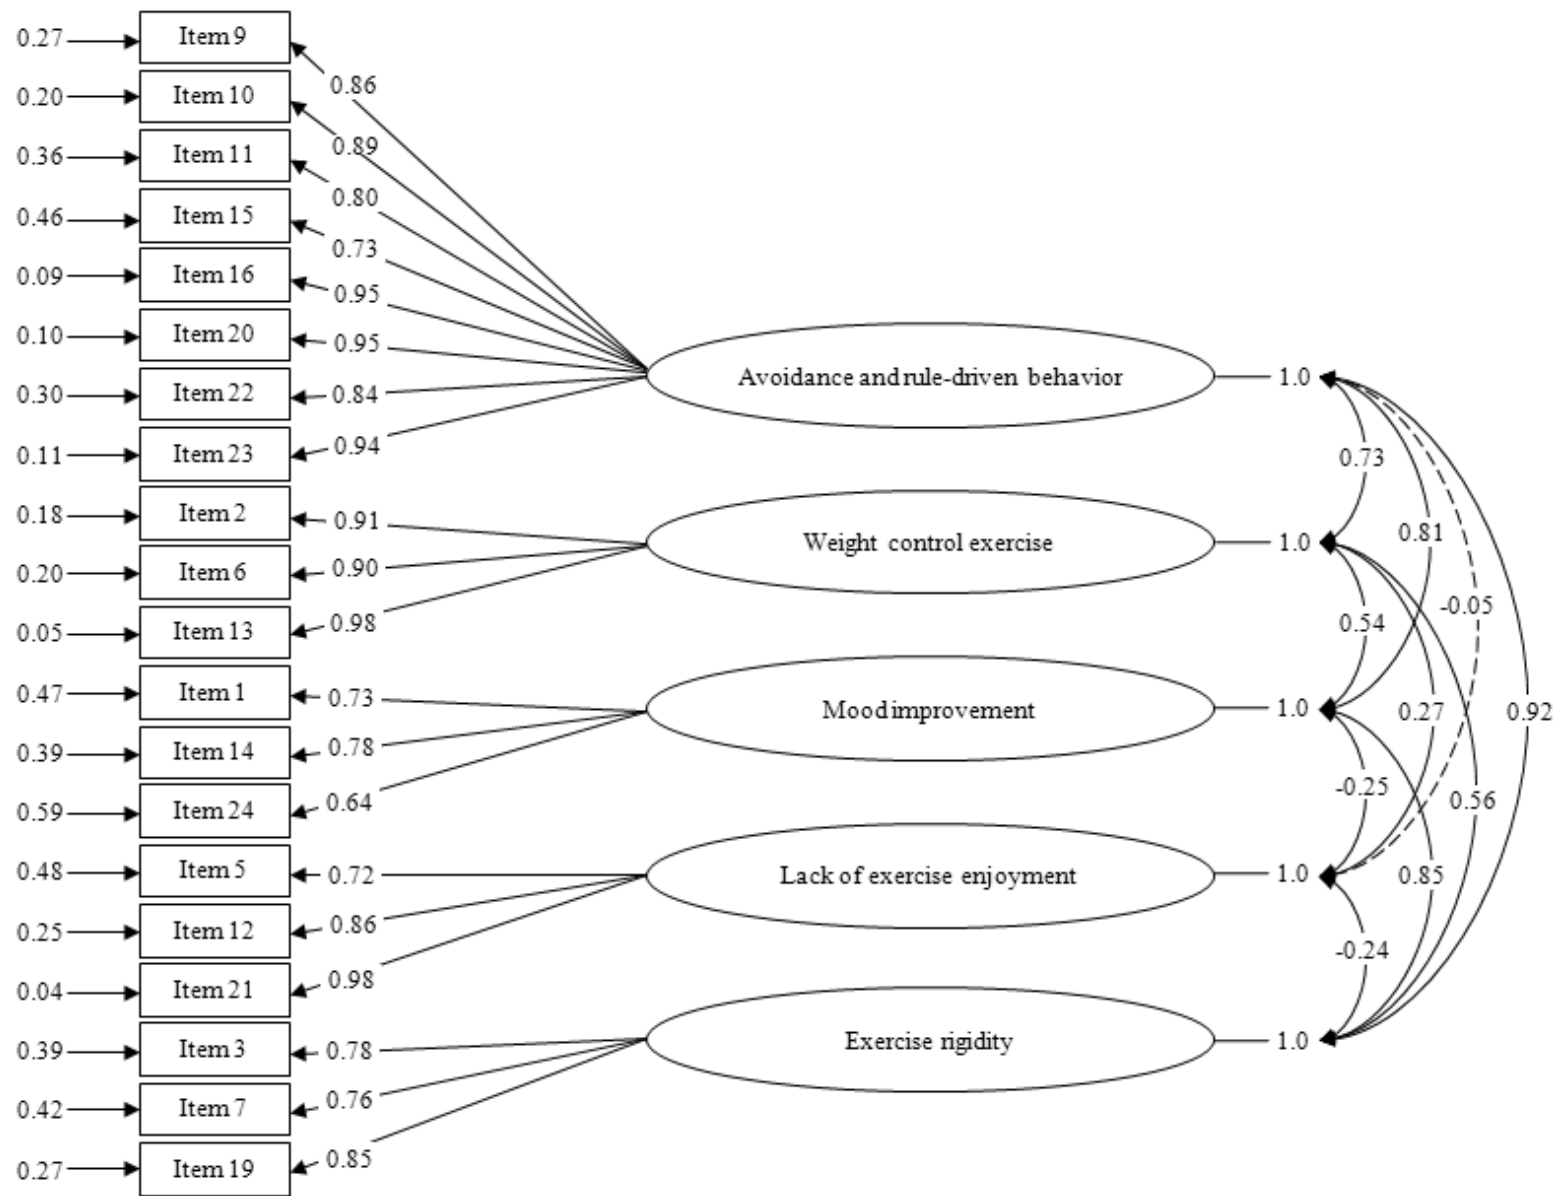 0.27 Item 9
0.86
0.20 Item 10
0.89
0.36 Item 11
0.80
0.46 Item 15
0.73
0.09 Item 16
0.95
0.10 Item 20
0.95
0.30 Item 22
0.84
0.11 Item 23
0.94
Avoidance and rule-driven behavior 1.0
0.18 Item 2
0.91
0.20 Item 6
0.90
0.05 Item 13
0.98
Weight control exercise 1.0
0.47 Item 1
0.73
0.39 Item 14
0.78
0.59 Item 24
0.64
Mood improvement 1.0
0.48 Item 5
0.72
0.25 Item 12
0.86
0.04 Item 21
0.98
Lack of exercise enjoyment 1.0
0.39 Item 3
0.78
0.42 Item 7
0.76
0.27 Item 19
0.85
Exercise rigidity 1.0
0.73
0.81
-0.05
0.54
0.27
0.92
-0.25
0.56
0.85
-0.24